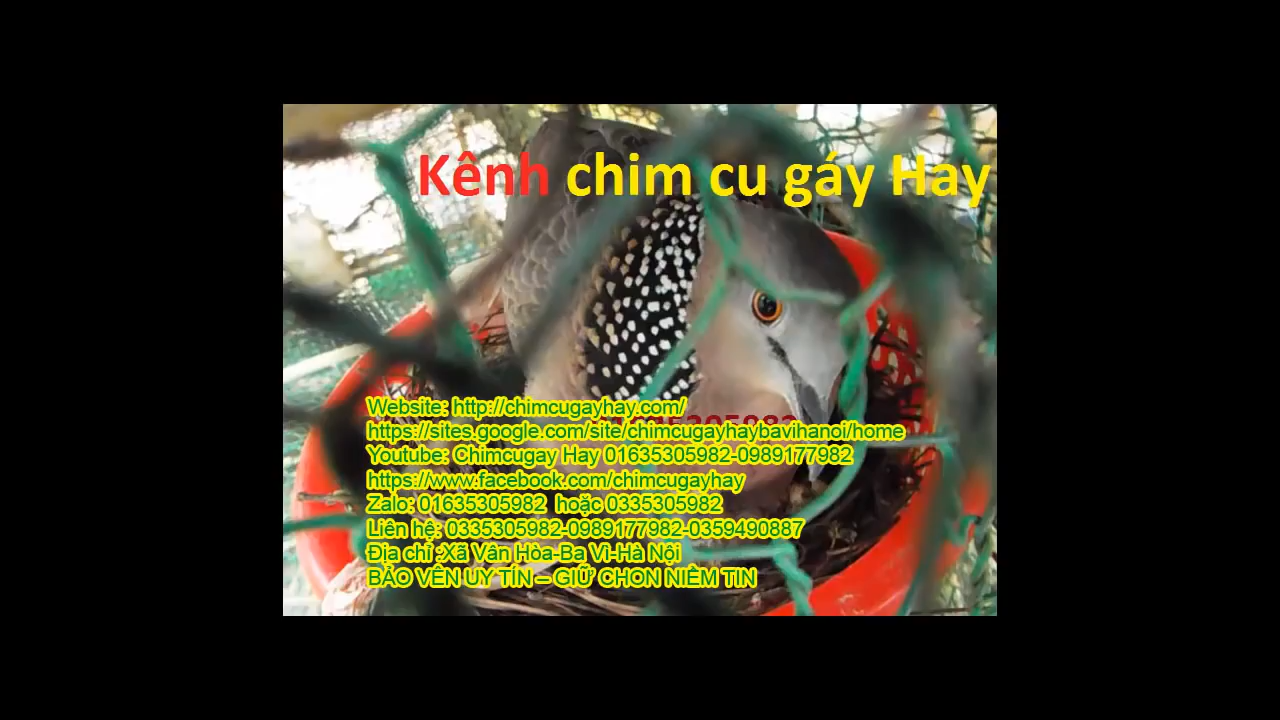 Kênh chim cu gáy Hay
Website: http://chimcugayhay.com/
https://sites.google.com/site/chimcugayhaybavihanoi/home
Youtube: Chimcugay Hay 01635305982-0989177982
https://www.facebook.com/chimcugayhay
Zalo: 01635305982 hoặc 0335305982
Liên hệ: 0335305982-0989177982-0359490887
Địa chỉ :Xã Vân Hòa-Ba Vì-Hà Nội
BẢO VÊN UY TÍN – GIỮ CHON NIỀM TIN